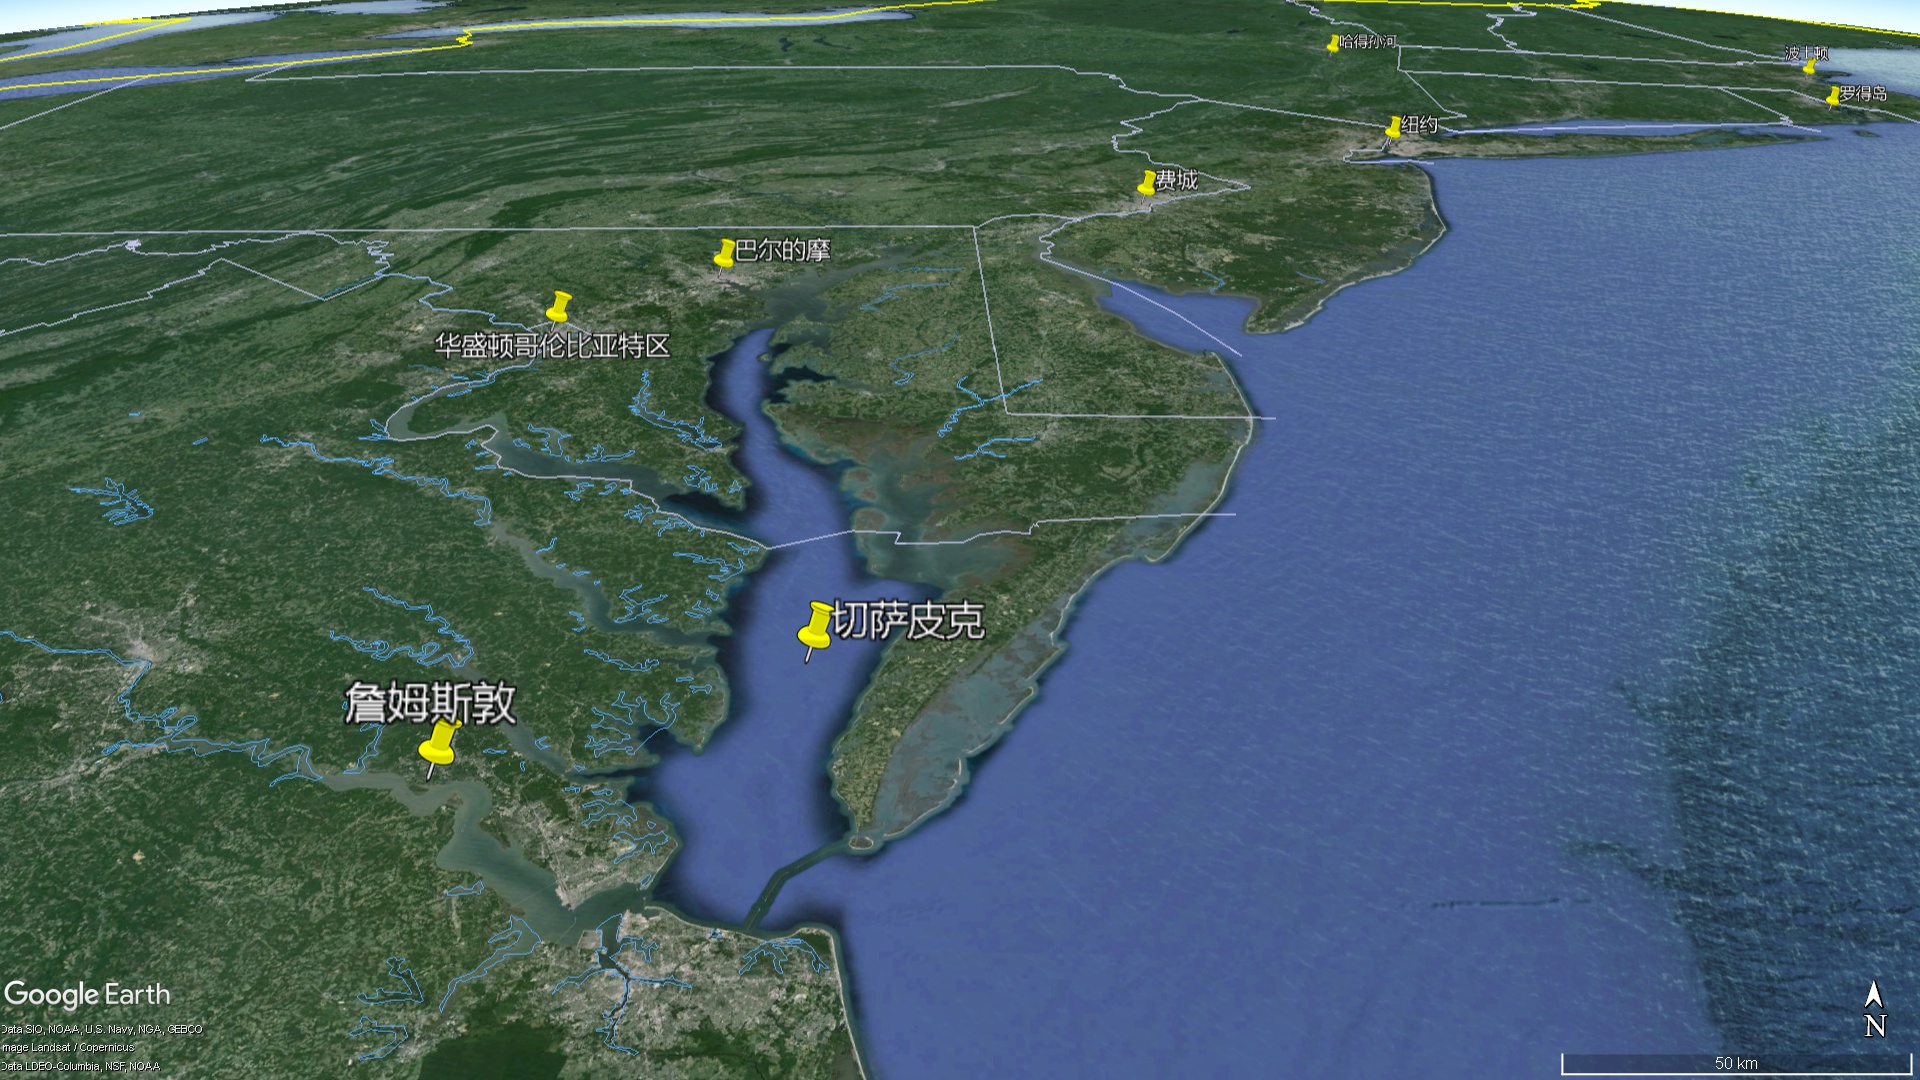 哈得孙河
波士顿
罗得岛
纽约
费城
巴尔的摩
华盛顿哥伦比亚特区
切萨皮克
詹姆斯敦
Google Earth
Data SIO, NOAA, U.S. Navy, NGA, GEBCO
Image Landsat / Copernicus
Data LDEO-Columbia, NSF, NOAA
N
50 km